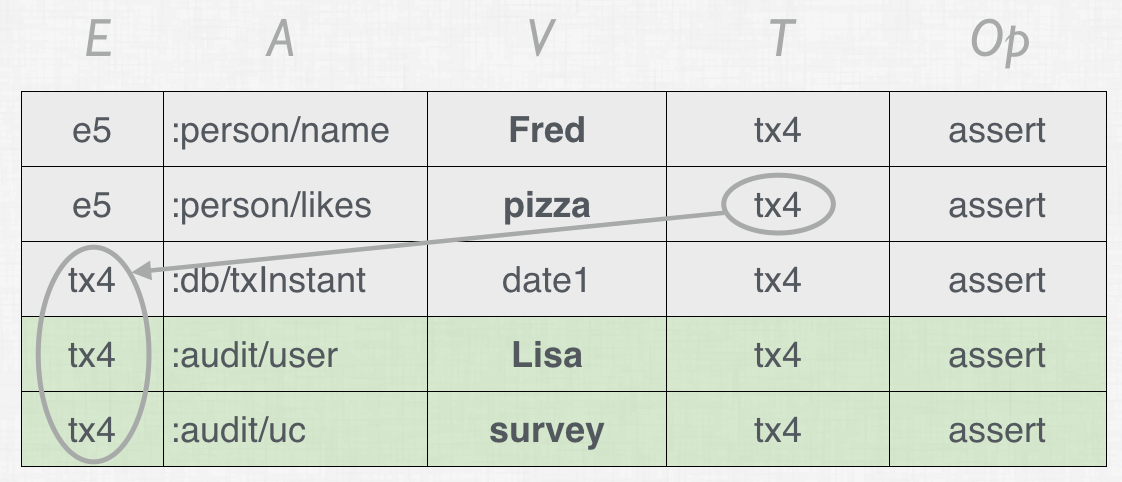 E A V T Op
e5 :person/name Fred tx4 assert
e5 :person/likes pizza tx4 assert
tx4 :db/txInstant date1 tx4 assert
tx4 :audit/user Lisa tx4 assert
tx4 :audit/uc survey tx4 assert